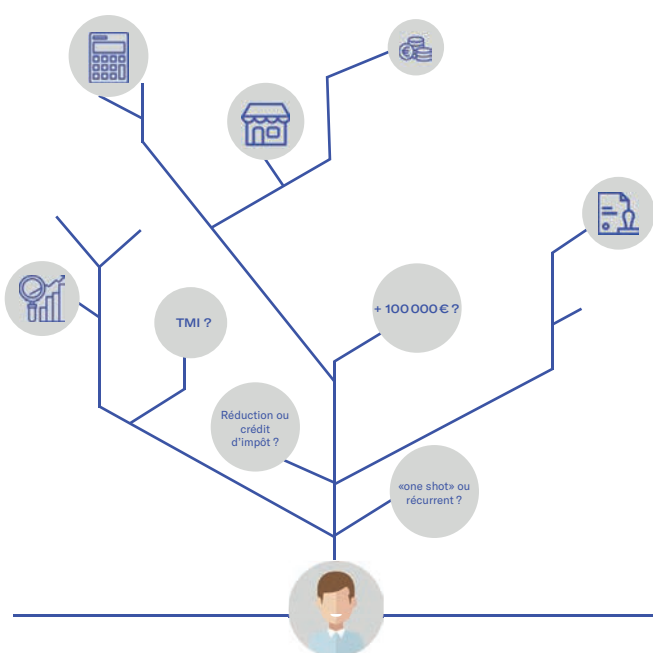 + 100 000 € ?
TMI ?
Réduction ou
crédit
d'impôt ?
«one shot» ou
récurrent ?